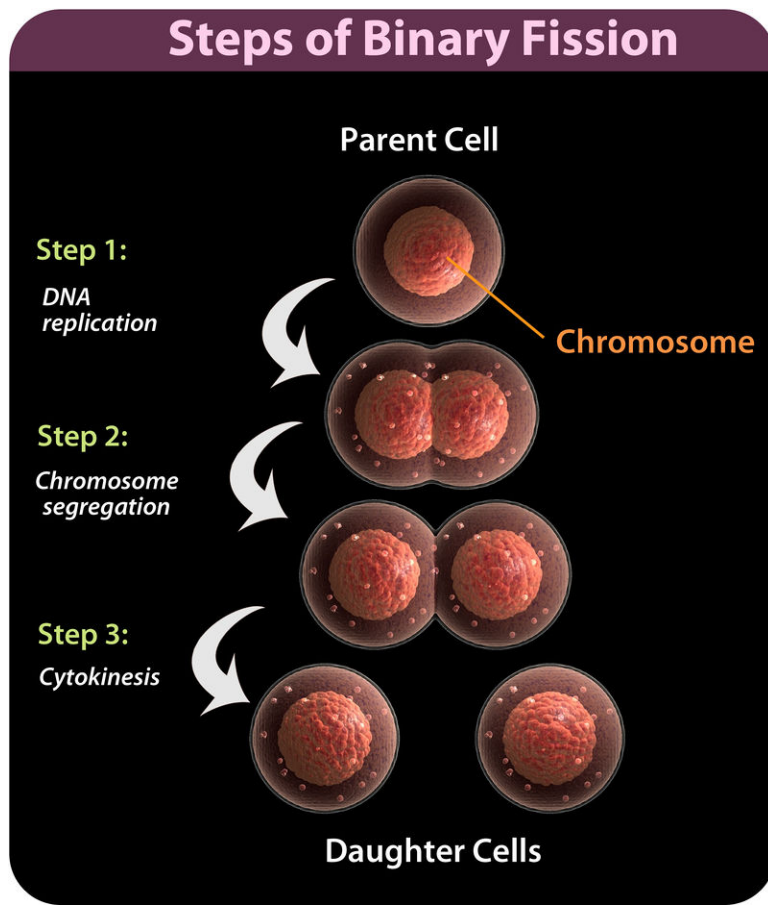 Steps of Binary Fission
Parent Cell
Step 1:
DNA
replication
Chromosome
Step 2:
Chromosome
segregation
Step 3:
Cytokinesis
Daughter Cells